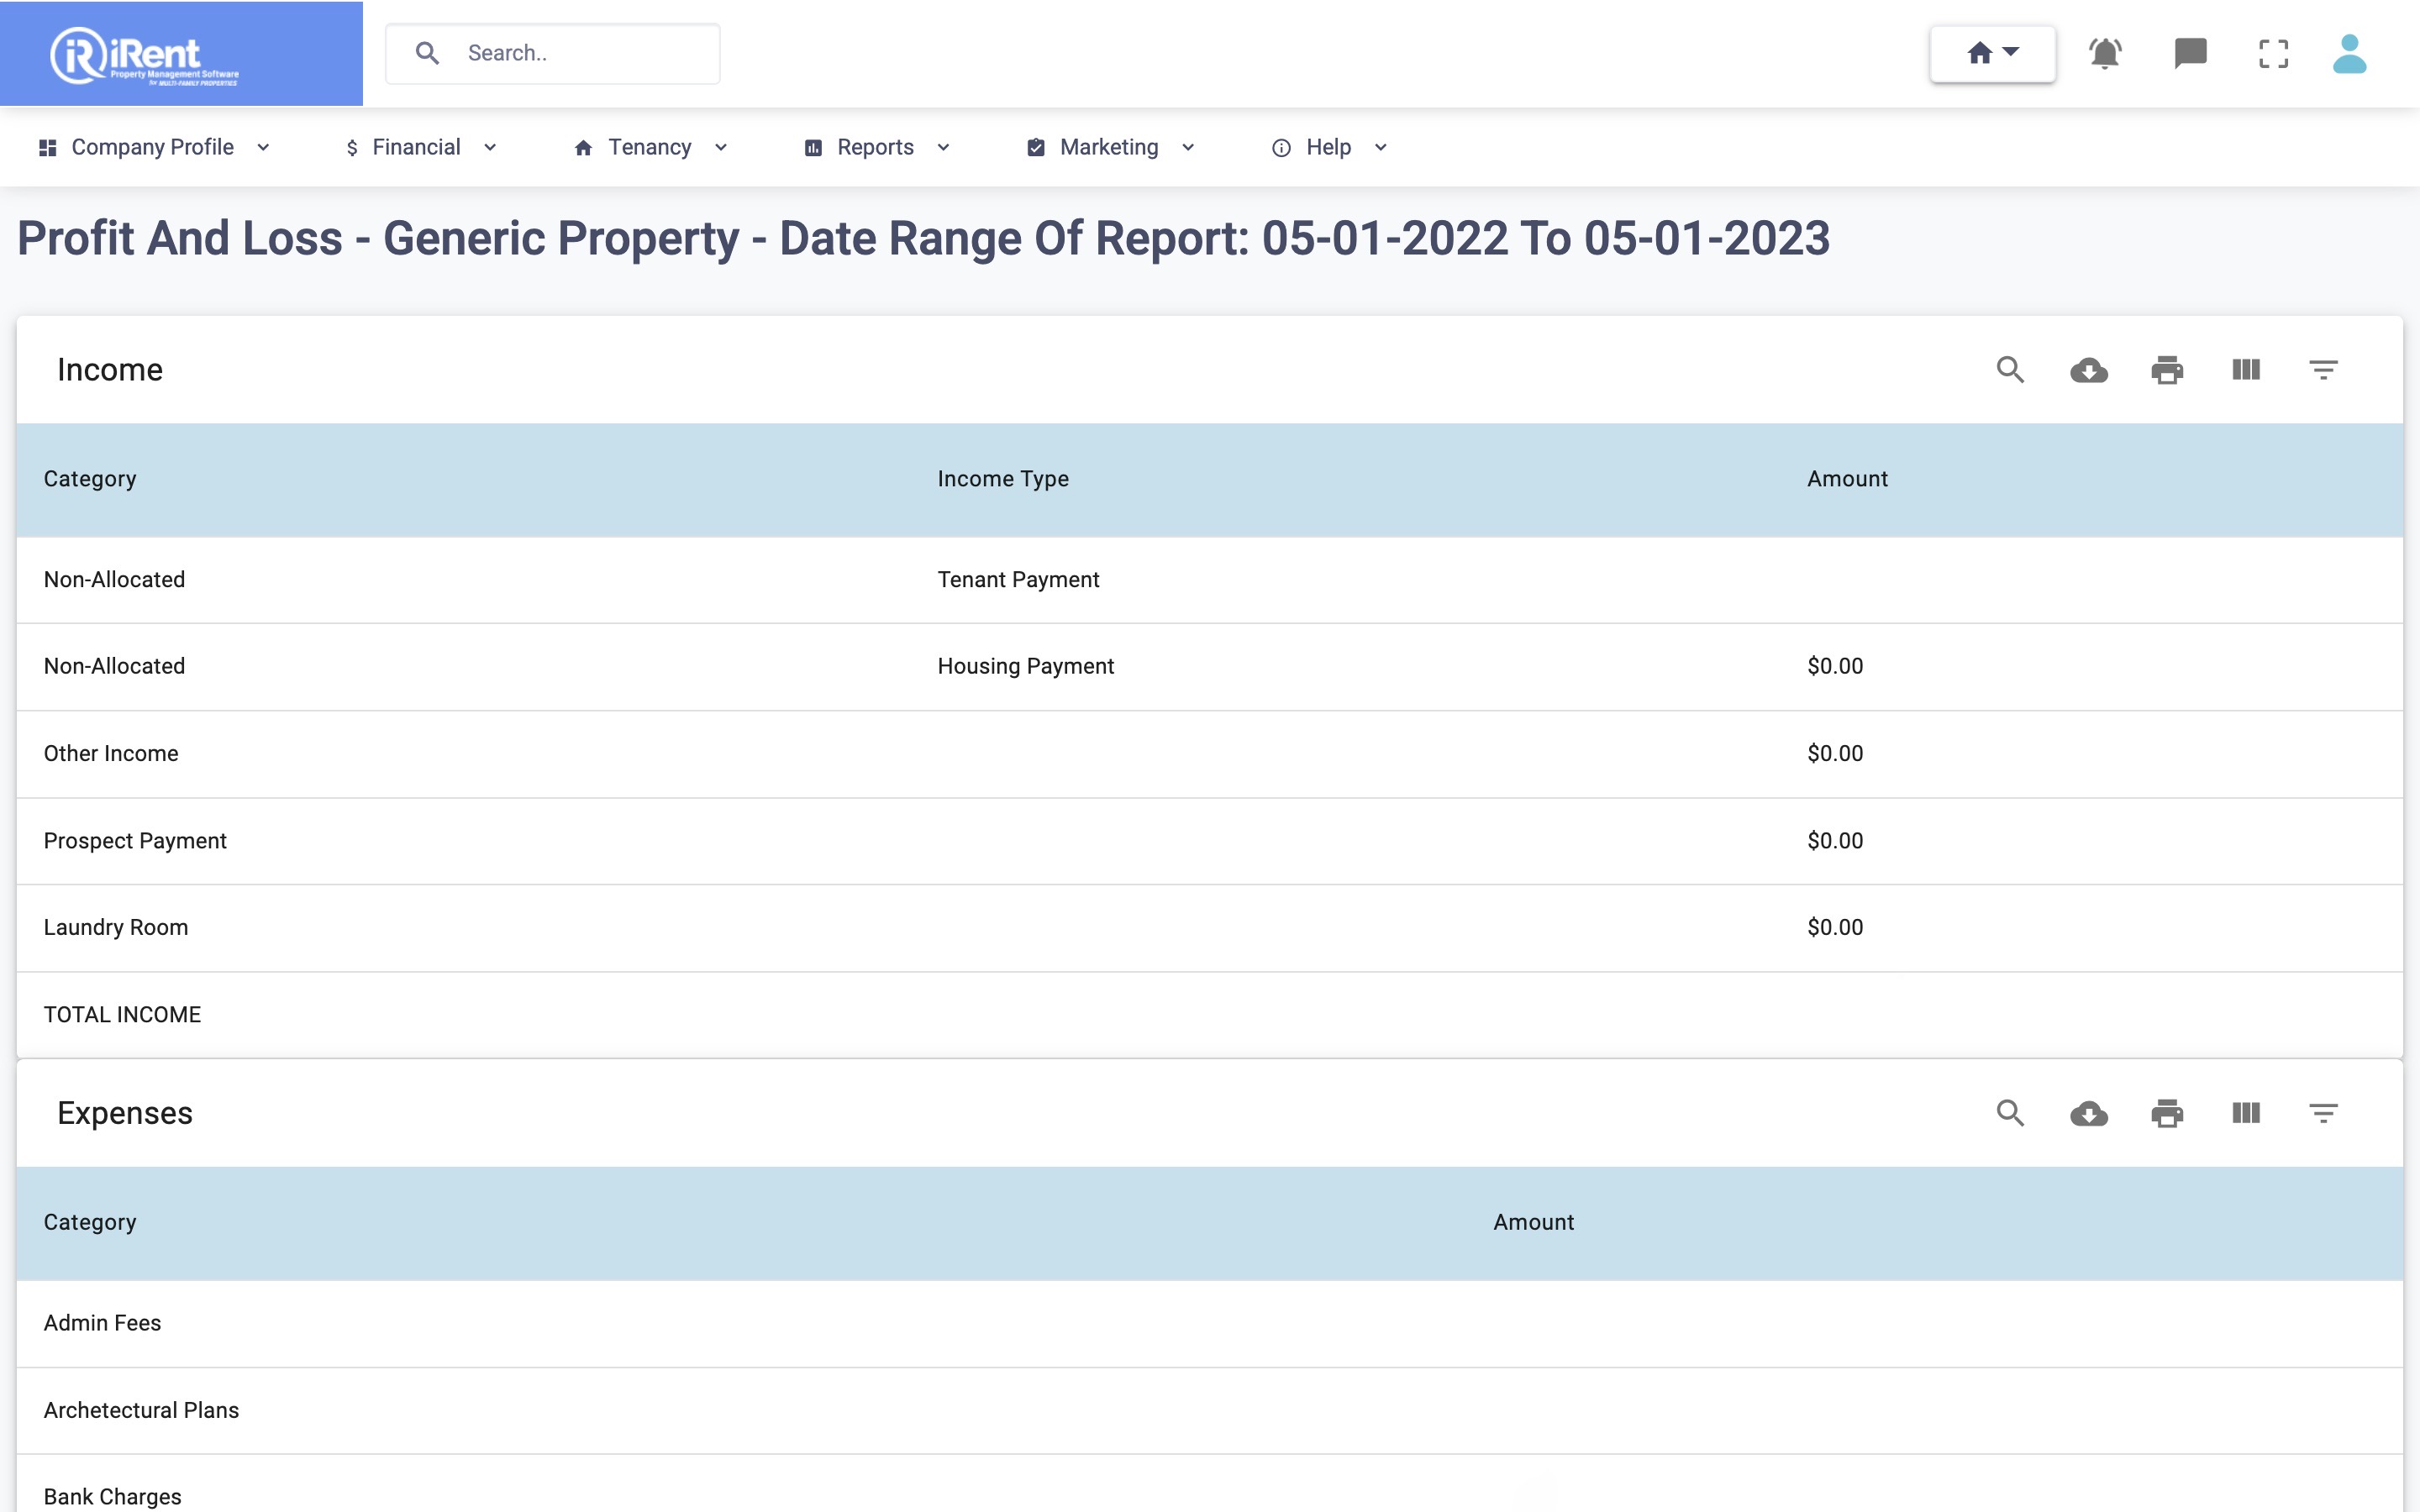 iRent
Property Management Software
for MULTI-FAMILY PROPERTIES
Search..
Company Profile
Financial
Tenancy
Reports
Marketing
Help
Profit And Loss - Generic Property - Date Range Of Report: 05-01-2022 To 05-01-2023
Income
Category Income Type Amount
Non-Allocated Tenant Payment
Non-Allocated Housing Payment $0.00
Other Income $0.00
Prospect Payment $0.00
Laundry Room $0.00
TOTAL INCOME
Expenses
Category Amount
Admin Fees
Archetectural Plans
Bank Charges